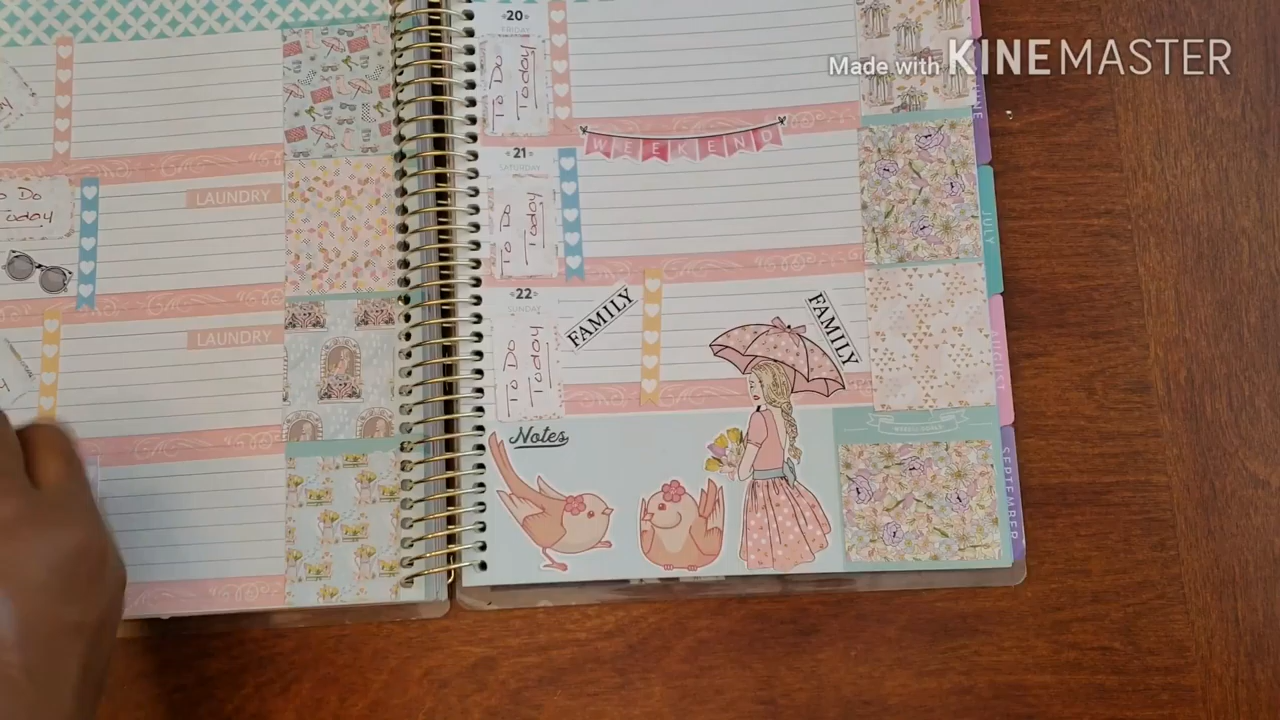 Made with KINEMASTER
20
FRIDAY
To Do
Today
WEEKEND
21
SATURDAY
To Do
Today
22
SUNDAY
To Do
Today
FAMILY
FAMILY
Notes
LAUNDRY
LAUNDRY
Do
Today
JULY
AUGUST
SEPTEMBER